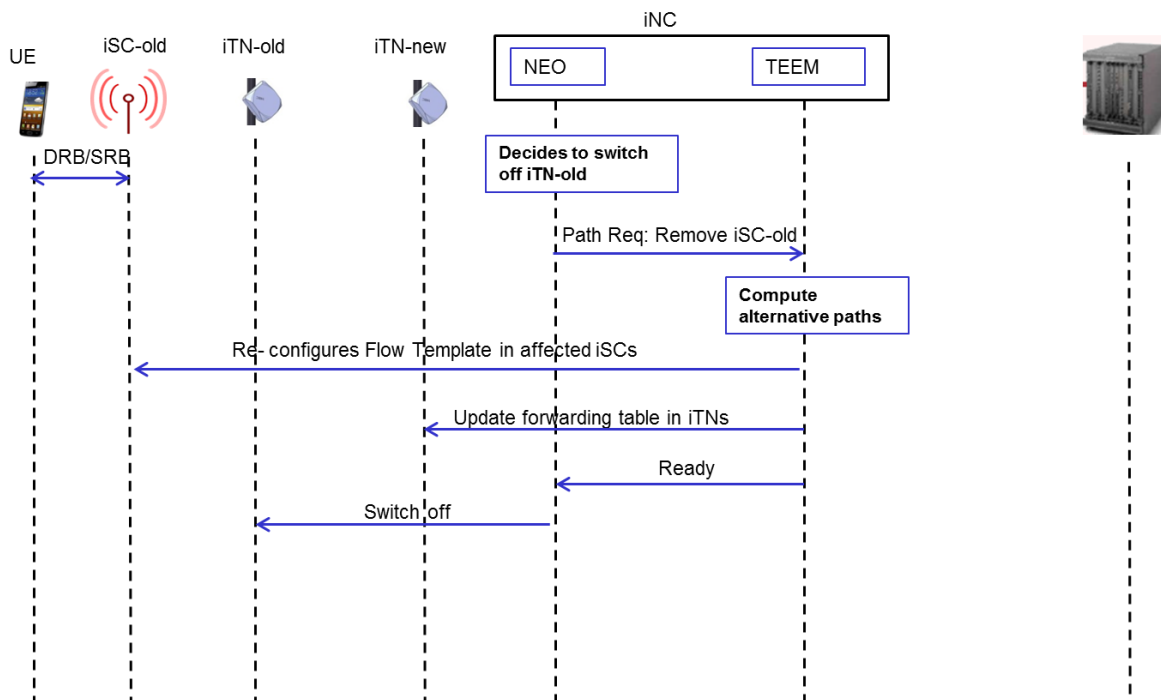 iNC
UE
iSC-old
iTN-old
iTN-new
NEO
TEEM
DRB/SRB
Decides to switch
off iTN-old
Path Req: Remove iSC-old
Compute
alternative paths
Re- configures Flow Template in affected iSCs
Update forwarding table in iTNs
Ready
Switch off